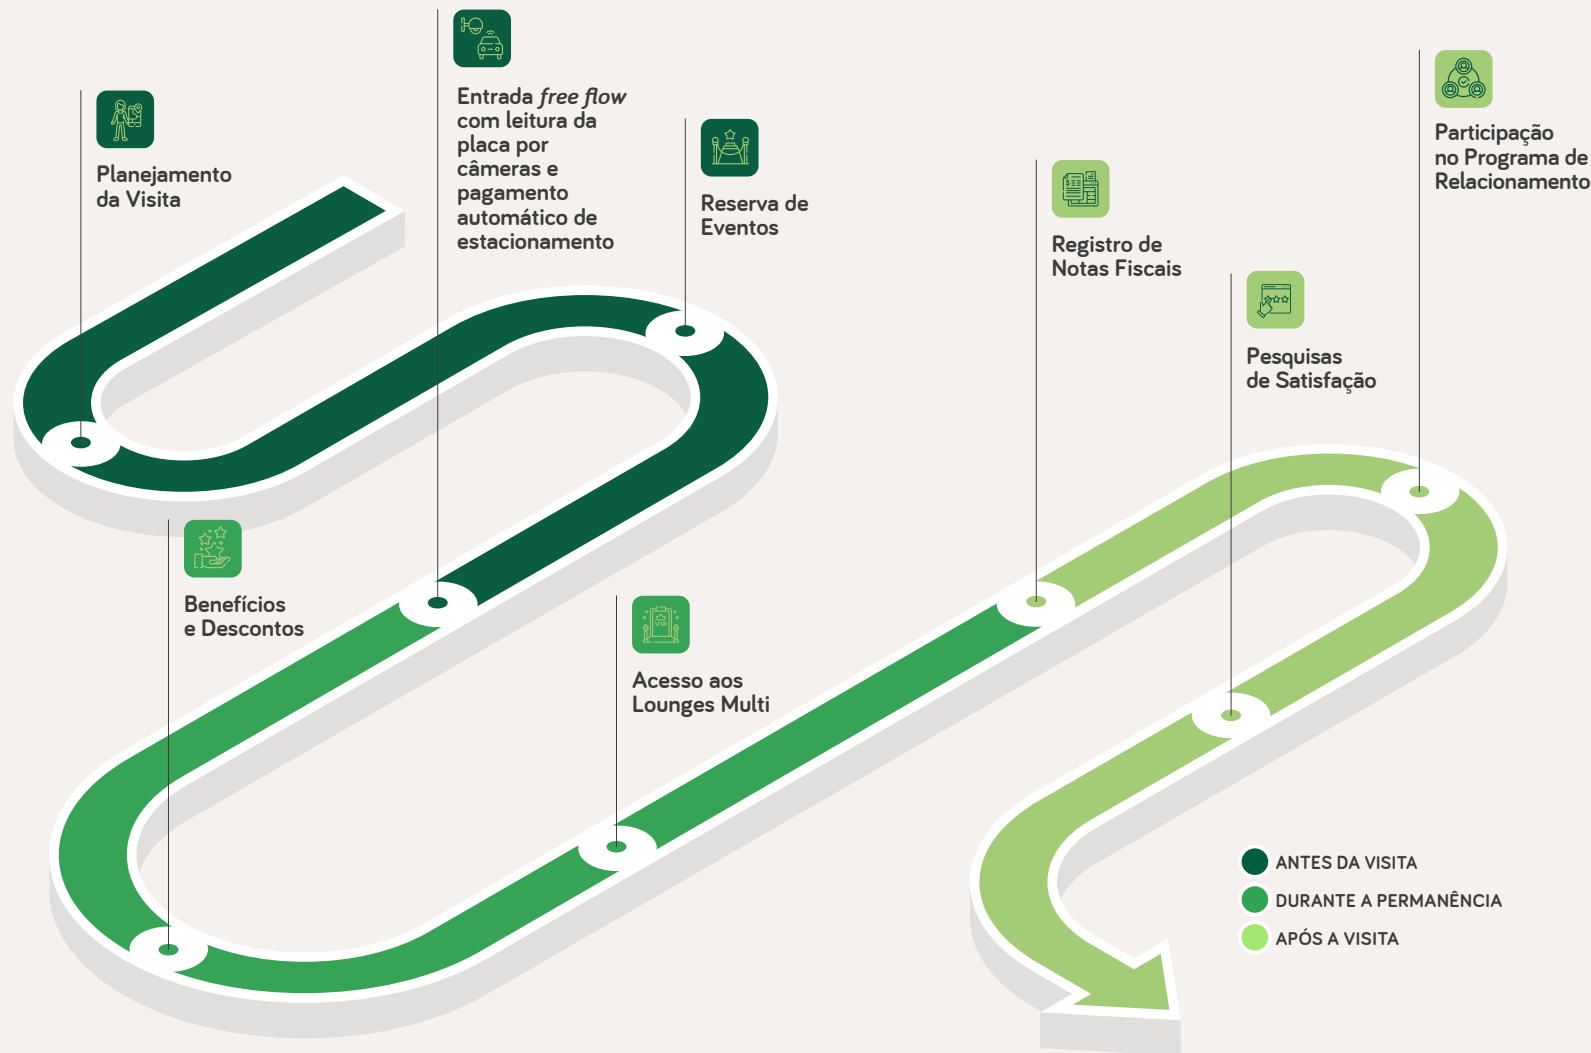 Planejamento
da Visita
Entrada free flow
com leitura da
placa por
câmeras e
pagamento
automático de
estacionamento
Reserva de
Eventos
Benefícios
e Descontos
VIP
Acesso aos
Lounges Multi
$
Registro de
Notas Fiscais
Pesquisas
de Satisfação
Participação
no Programa de
Relacionamento
ANTES DA VISITA
DURANTE A PERMANÊNCIA
APÓS A VISITA